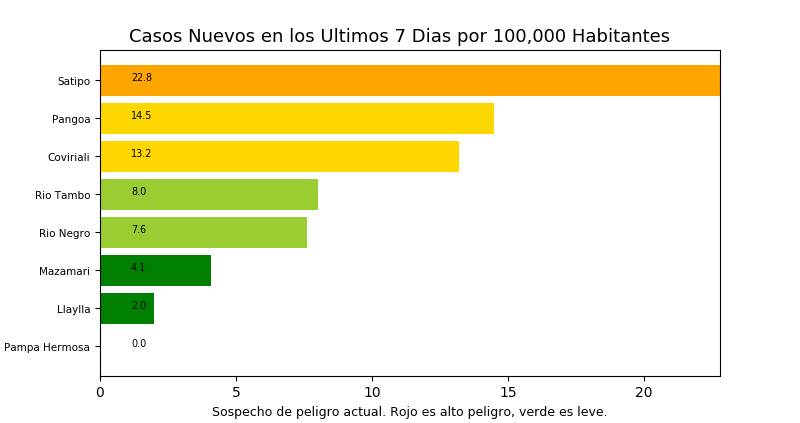 Casos Nuevos en los Ultimos 7 Dias por 100,000 Habitantes
Satipo 22.8
Pangoa 14.5
Coviriali 13.2
Rio Tambo 8.0
Rio Negro 7.6
Mazamari 4.1
Llaylla 2.0
Pampa Hermosa 0.0
0 5 10 15 20
Sospecho de peligro actual. Rojo es alto peligro, verde es leve.